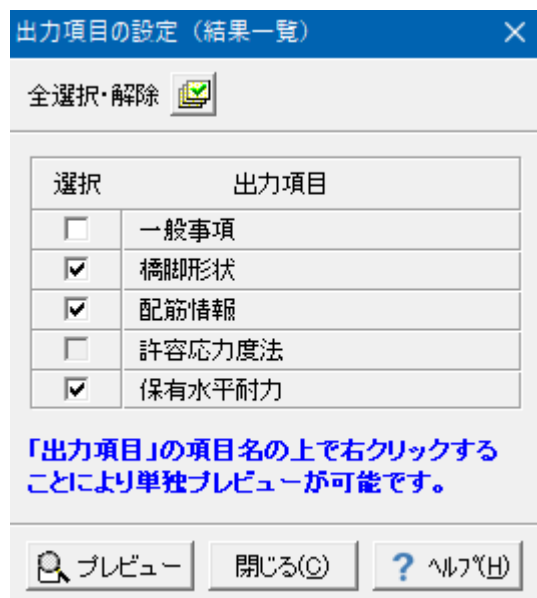 出力項目の設定（結果一覧）
全選択・解除
選択 出力項目
一般事項
橋脚形状
配筋情報
許容応力度法
保有水平耐力
「出力項目」の項目名の上で右クリックする
ことにより単独プレビューが可能です。
プレビュー 閉じる(C) ? ﾍﾙﾌﾟ(H)